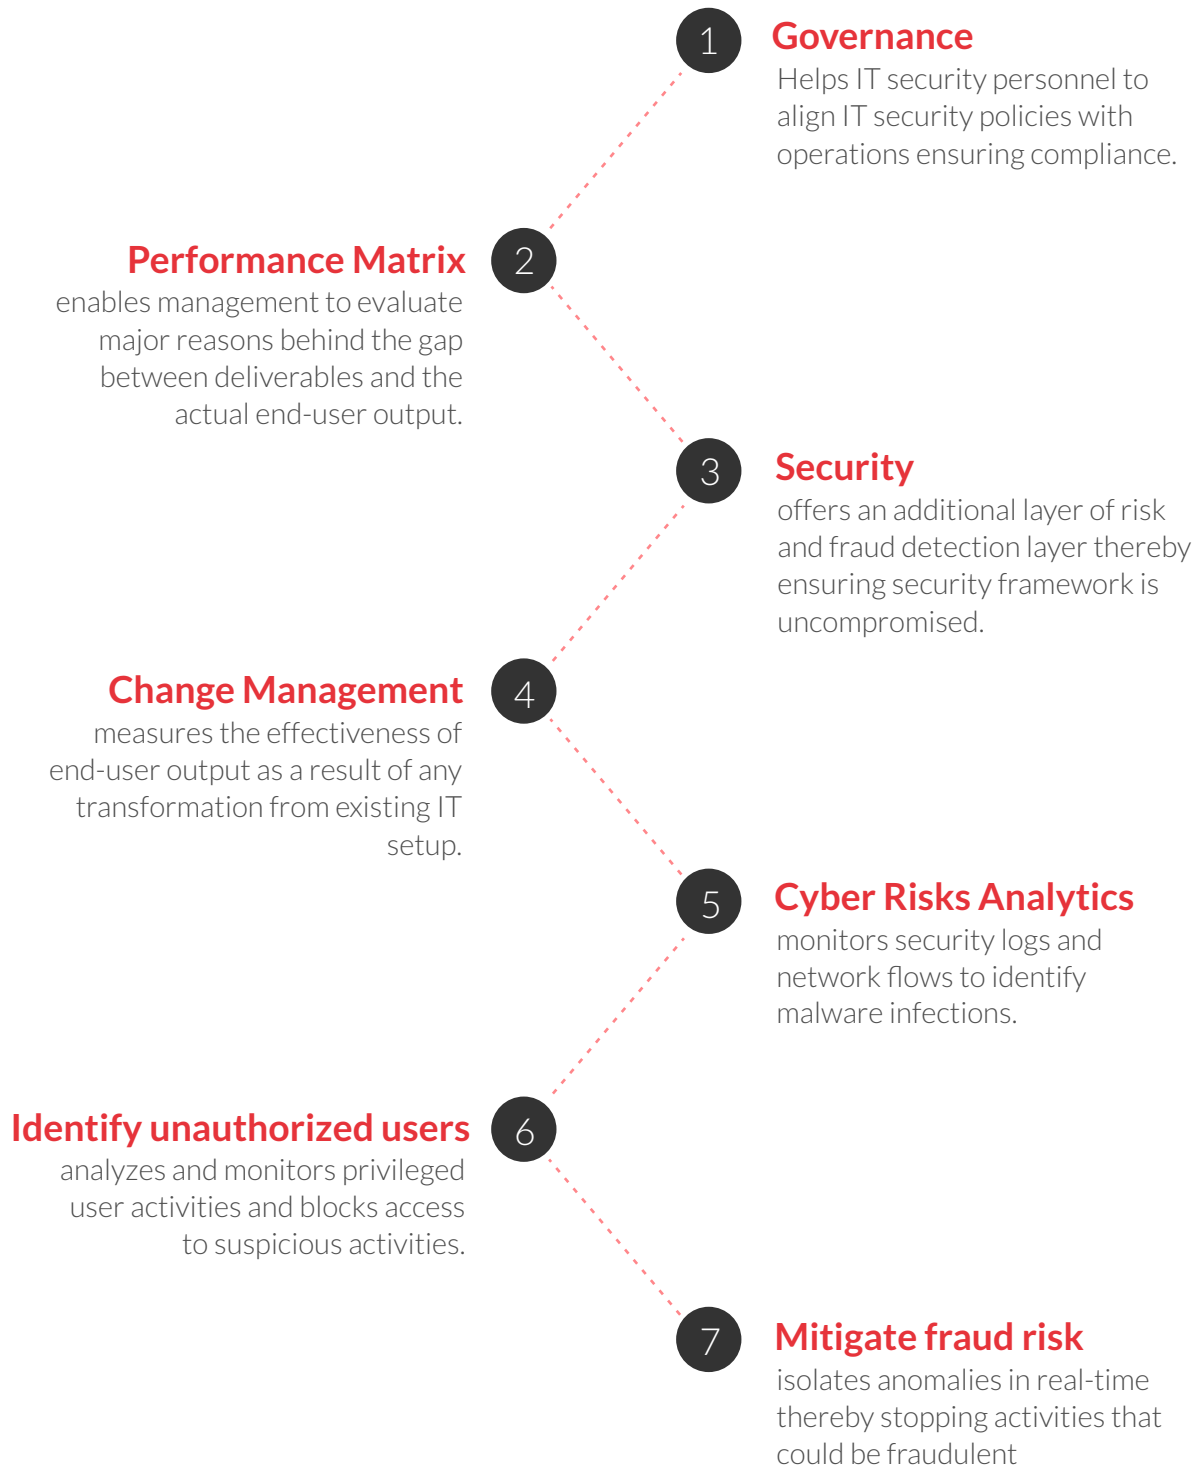 1
Governance
Helps IT security personnel to
align IT security policies with
operations ensuring compliance.
2
Performance Matrix
enables management to evaluate
major reasons behind the gap
between deliverables and the
actual end-user output.
3
Security
offers an additional layer of risk
and fraud detection layer thereby
ensuring security framework is
uncompromised.
4
Change Management
measures the effectiveness of
end-user output as a result of any
transformation from existing IT
setup.
5
Cyber Risks Analytics
monitors security logs and
network flows to identify
malware infections.
6
Identify unauthorized users
analyzes and monitors privileged
user activities and blocks access
to suspicious activities.
7
Mitigate fraud risk
isolates anomalies in real-time
thereby stopping activities that
could be fraudulent